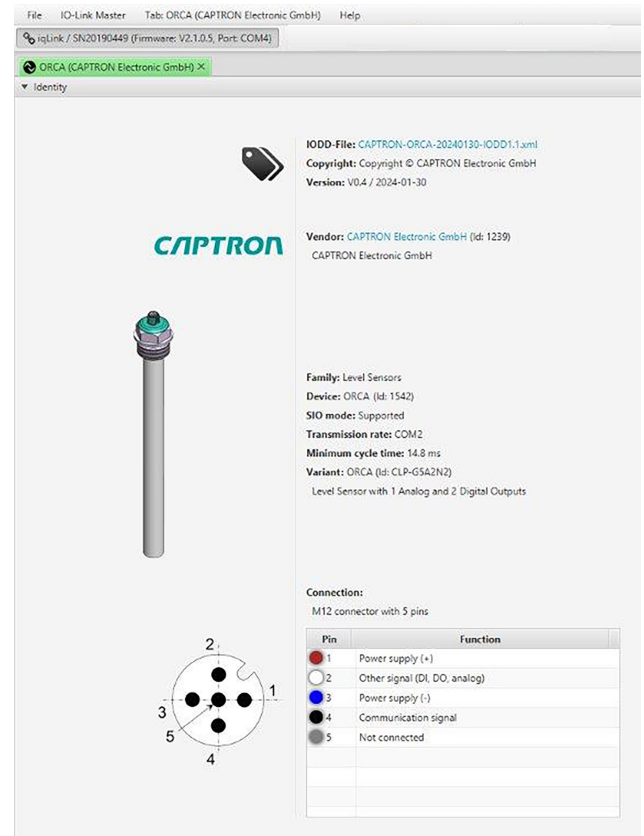 File IO-Link Master Tab: ORCA (CAPTRON Electronic GmbH) Help
iqLink / SN20190449 (Firmware: V2.1.0.5, Port: COM4)
ORCA (CAPTRON Electronic GmbH) ×
▼ Identity
IODD-File: CAPTRON-ORCA-20240130-IODD1.1.xml
Copyright: Copyright © CAPTRON Electronic GmbH
Version: V0.4 / 2024-01-30
CAPTRON
Vendor: CAPTRON Electronic GmbH (Id: 1239)
CAPTRON Electronic GmbH
Family: Level Sensors
Device: ORCA (Id: 1542)
SIO mode: Supported
Transmission rate: COM2
Minimum cycle time: 14.8 ms
Variant: ORCA (Id: CLP-G5A2N2)
Level Sensor with 1 Analog and 2 Digital Outputs
Connection:
M12 connector with 5 pins
Pin Function
1 Power supply (+)
2 Other signal (DI, DO, analog)
3 Power supply (-)
4 Communication signal
5 Not connected
2
1
3
5
4